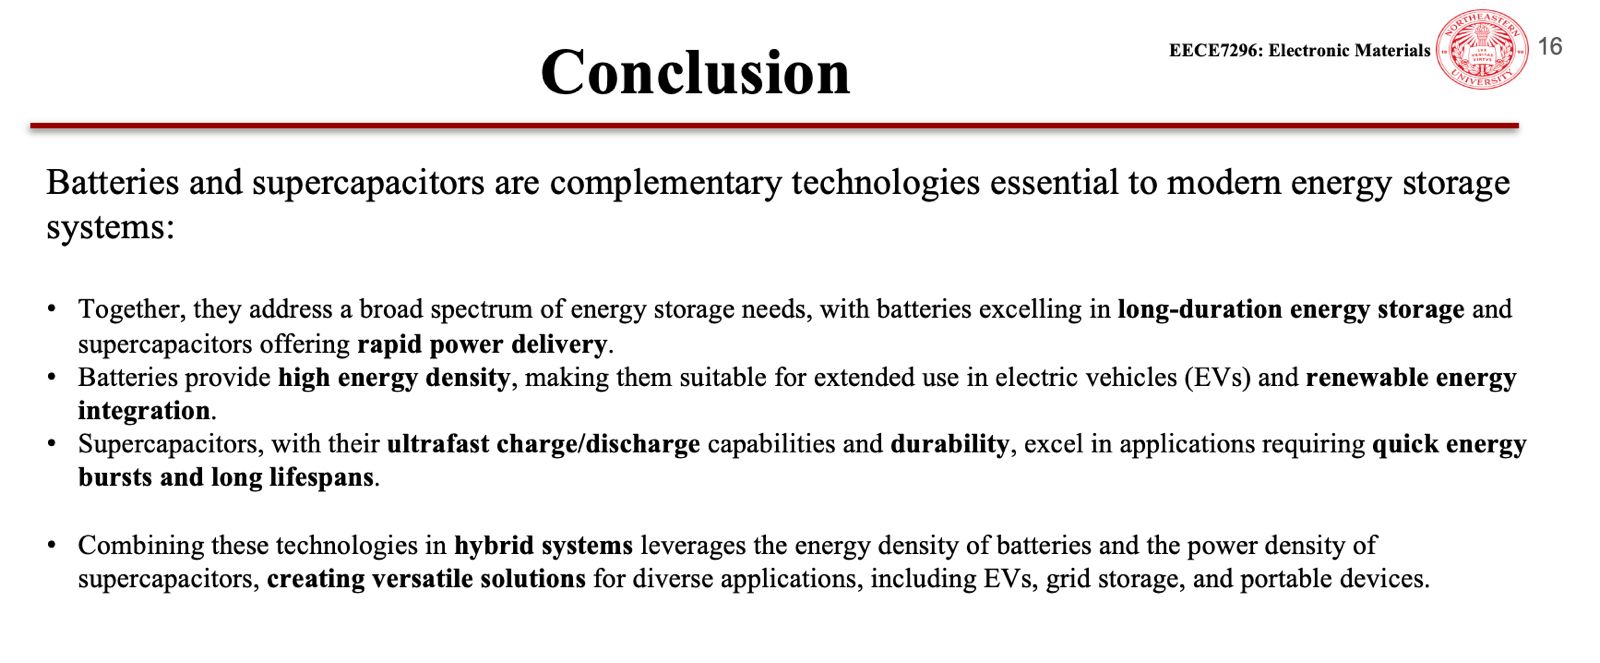 Conclusion
EECE7296: Electronic Materials
NORTHEASTERN
UNIVERSITY
LUX
VERITAS
VIRTUS
16
Batteries and supercapacitors are complementary technologies essential to modern energy storage
systems:
• Together, they address a broad spectrum of energy storage needs, with batteries excelling in long-duration energy storage and
supercapacitors offering rapid power delivery.
• Batteries provide high energy density, making them suitable for extended use in electric vehicles (EVs) and renewable energy
integration.
• Supercapacitors, with their ultrafast charge/discharge capabilities and durability, excel in applications requiring quick energy
bursts and long lifespans.
• Combining these technologies in hybrid systems leverages the energy density of batteries and the power density of
supercapacitors, creating versatile solutions for diverse applications, including EVs, grid storage, and portable devices.